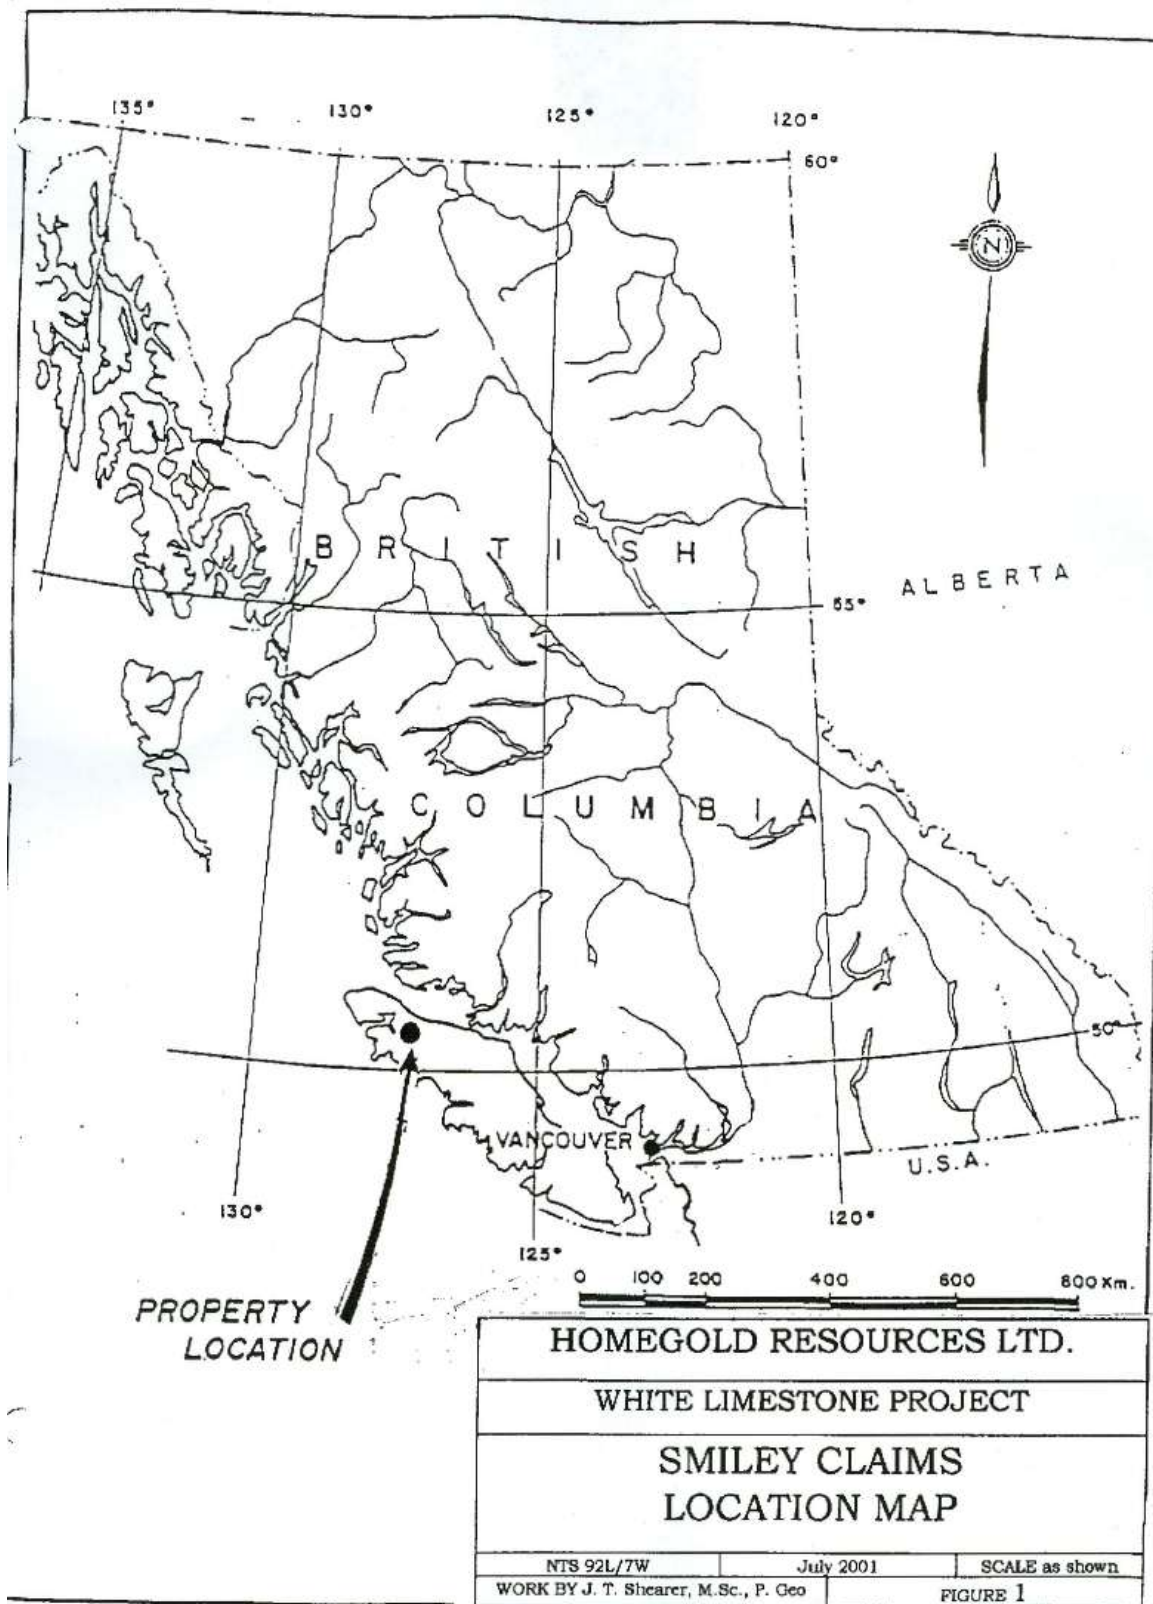 135°
130°
125°
120°
60°
N
BRITISH
ALBERTA
55°
COLUMBIA
50°
VANCOUVER
U.S.A.
130°
120°
125°
0 100 200 400 600 800 Km.
PROPERTY
LOCATION
HOMEGOLD RESOURCES LTD.
WHITE LIMESTONE PROJECT
SMILEY CLAIMS
LOCATION MAP
NTS 92L/7W July 2001 SCALE as shown
WORK BY J. T. Shearer, M.Sc., P. Geo FIGURE 1